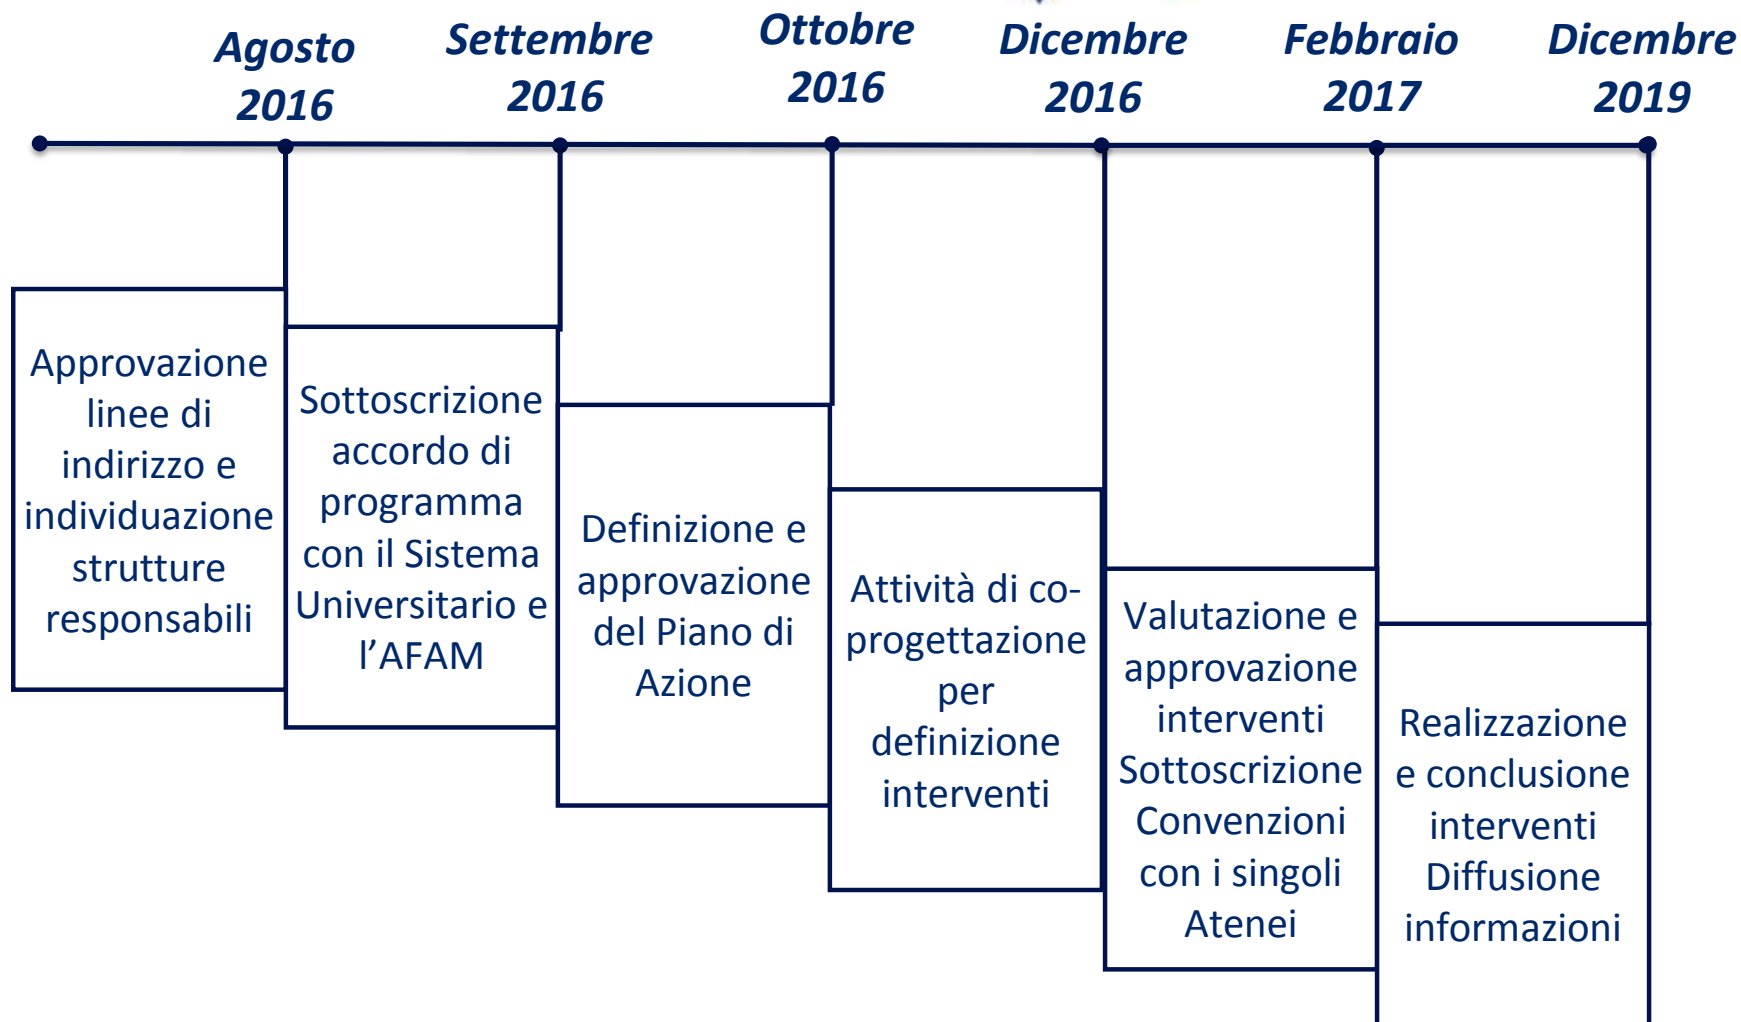 Agosto
2016
Settembre
2016
Ottobre
2016
Dicembre
2016
Febbraio
2017
Dicembre
2019
Approvazione
linee di
indirizzo e
individuazione
strutture
responsabili
Sottoscrizione
accordo di
programma
con il Sistema
Universitario e
l’AFAM
Definizione e
approvazione
del Piano di
Azione
Attività di co-
progettazione
per
definizione
interventi
Valutazione e
approvazione
interventi
Sottoscrizione
Convenzioni
con i singoli
Atenei
Realizzazione
e conclusione
interventi
Diffusione
informazioni